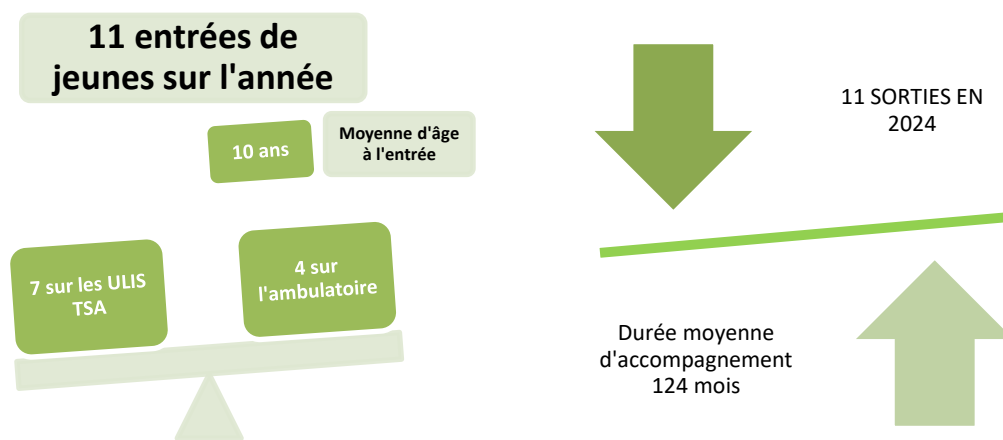 11 entrées de
jeunes sur l'année
10 ans
Moyenne d'âge
à l'entrée
7 sur les ULIS
TSA
4 sur
l'ambulatoire
11 SORTIES EN
2024
Durée moyenne
d'accompagnement
124 mois